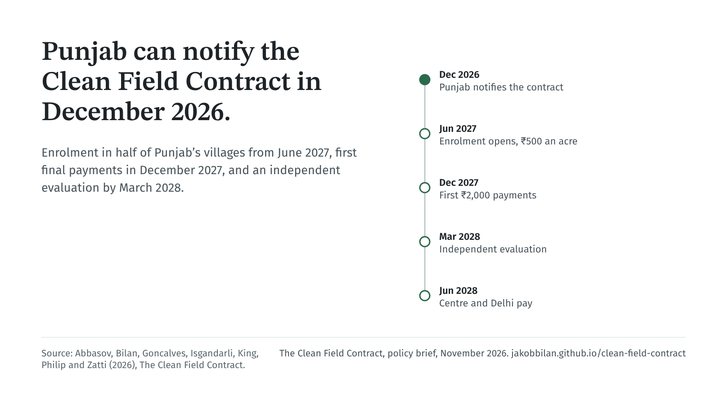 Punjab can notify the
Clean Field Contract in
December 2026.
Enrolment in half of Punjab’s villages from June 2027, first
final payments in December 2027, and an independent
evaluation by March 2028.
Dec 2026
Punjab notifies the contract
Jun 2027
Enrolment opens, ₹500 an acre
Dec 2027
First ₹2,000 payments
Mar 2028
Independent evaluation
Jun 2028
Centre and Delhi pay
Source: Abbasov, Bilan, Goncalves, Isgandarli, King,
Philip and Zatti (2026), The Clean Field Contract.
The Clean Field Contract, policy brief, November 2026. jakobbilan.github.io/clean-field-contract